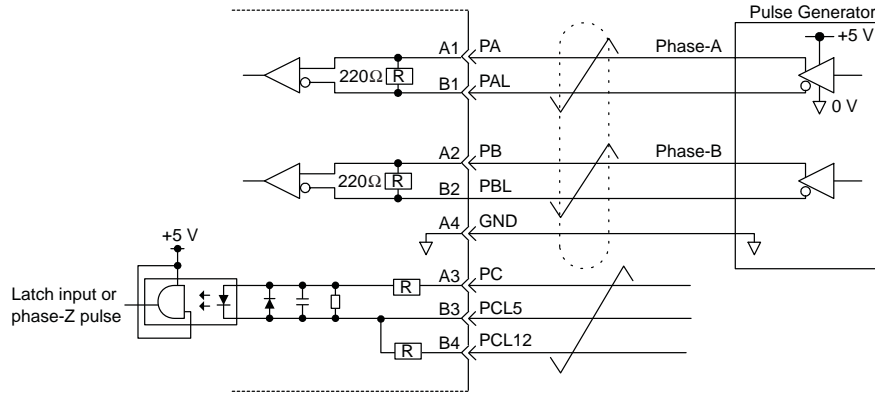 Pulse Generator
+5 V
A1 PA Phase-A
220Ω R
B1 PAL
0 V
A2 PB Phase-B
220Ω R
B2 PBL
A4 GND
+5 V
A3 PC
R
Latch input or
phase-Z pulse
B3 PCL5
B4 PCL12
R